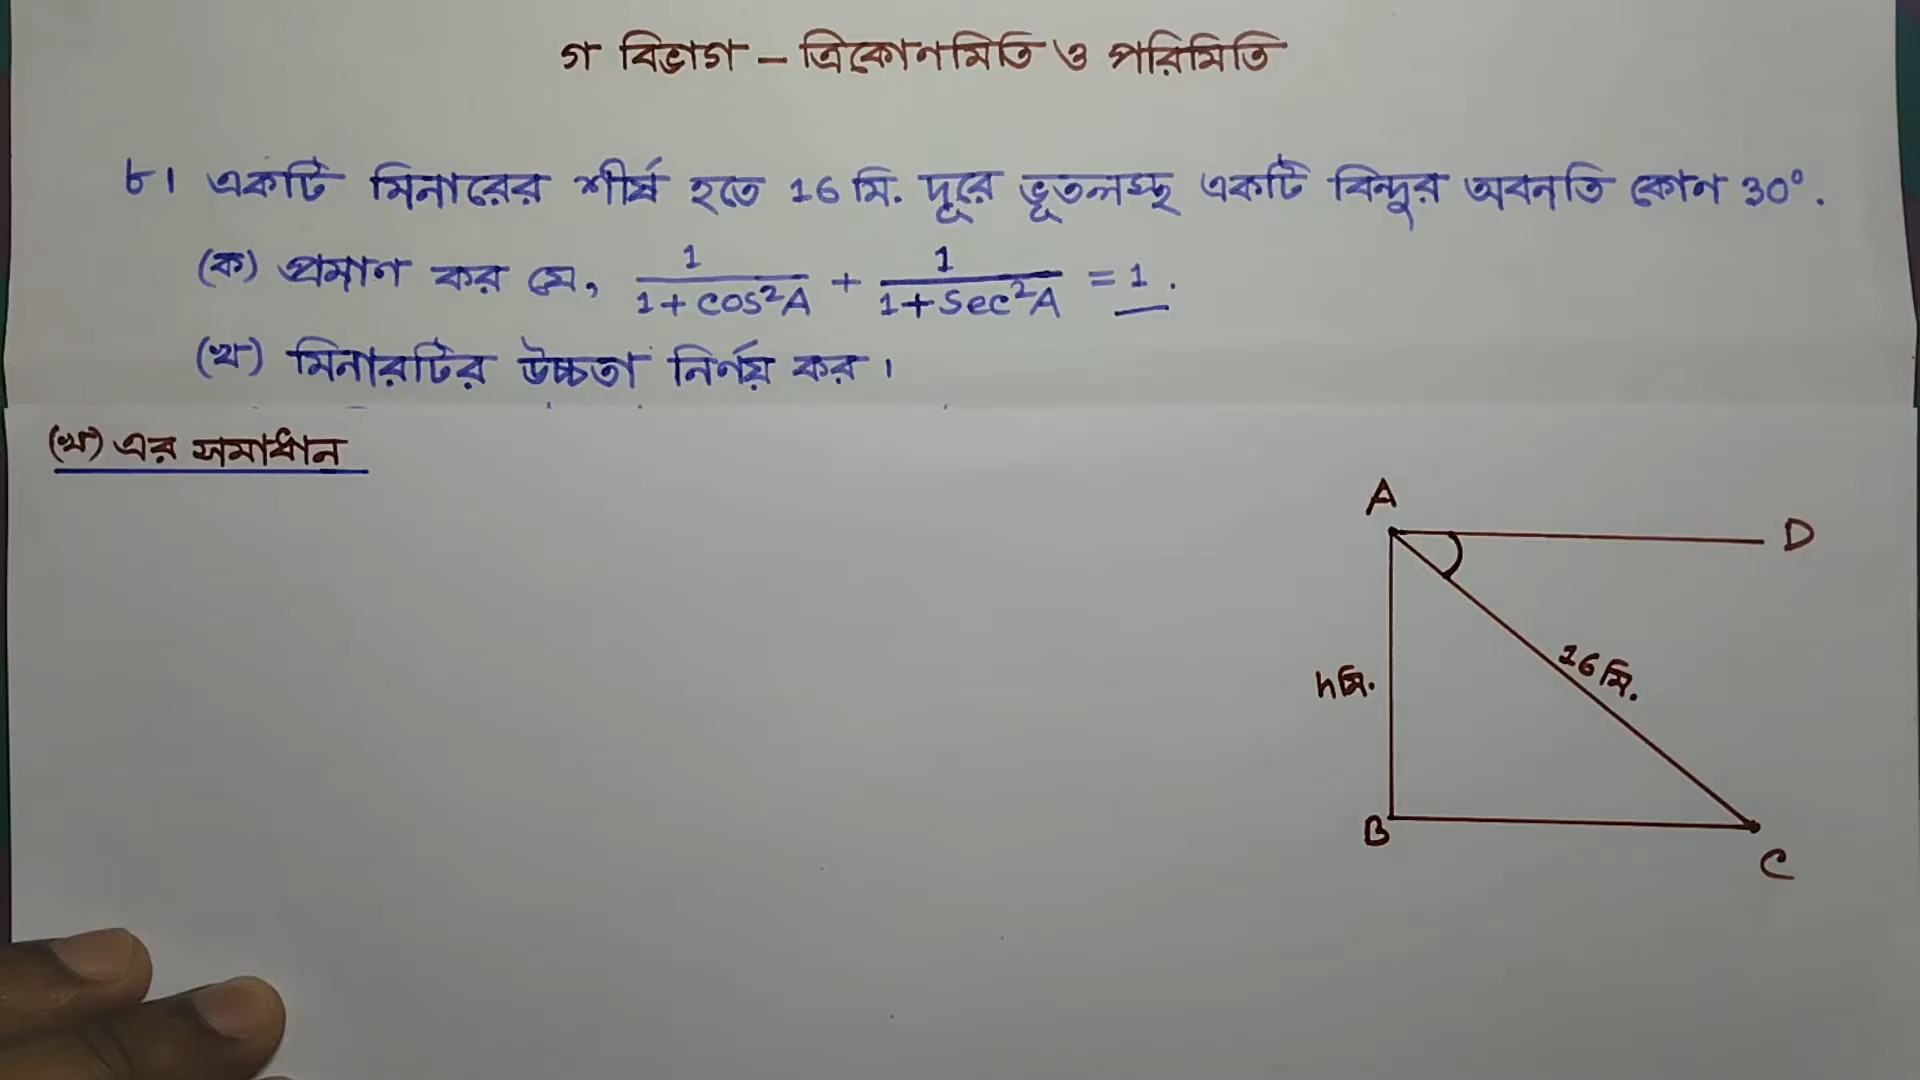 গ বিভাগ – ত্রিকোনমিতি ও পরিমিতি
৮। একটি মিনারের শীর্ষ হতে 16 মি. দূরে ভূতলস্থ একটি বিন্দুর অবনতি কোন 30°.
(ক) প্রমাণ কর যে, 1/(1+cos²A) + 1/(1+Sec²A) = 1.
(খ) মিনারটির উচ্চতা নির্ণয় কর।
(খ) এর সমাধান
A
D
16 মি.
h মি.
B
C